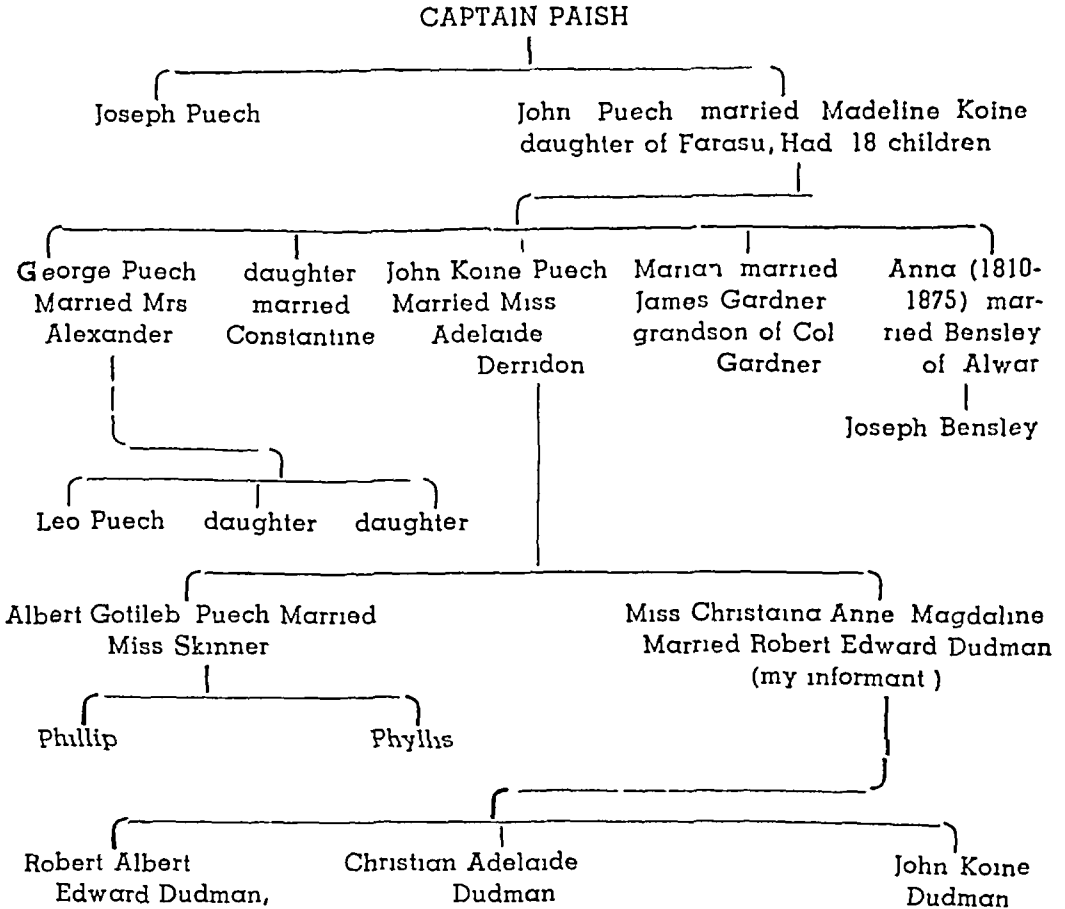 CAPTAIN PAISH
Joseph Puech
John Puech married Madeline Koine
daughter of Farasu, Had 18 children
George Puech
Married Mrs
Alexander
daughter
married
Constantine
John Koine Puech
Married Miss
Adelaide
Derridon
Marian married
James Gardner
grandson of Col
Gardner
Anna (1810-
1875) mar-
ried Bensley
of Alwar
Joseph Bensley
Leo Puech
daughter
daughter
Albert Gotileb Puech Married
Miss Skinner
Miss Christaina Anne Magdaline
Married Robert Edward Dudman
(my informant )
Phillip
Phyllis
Robert Albert
Edward Dudman,
Christian Adelaide
Dudman
John Koine
Dudman